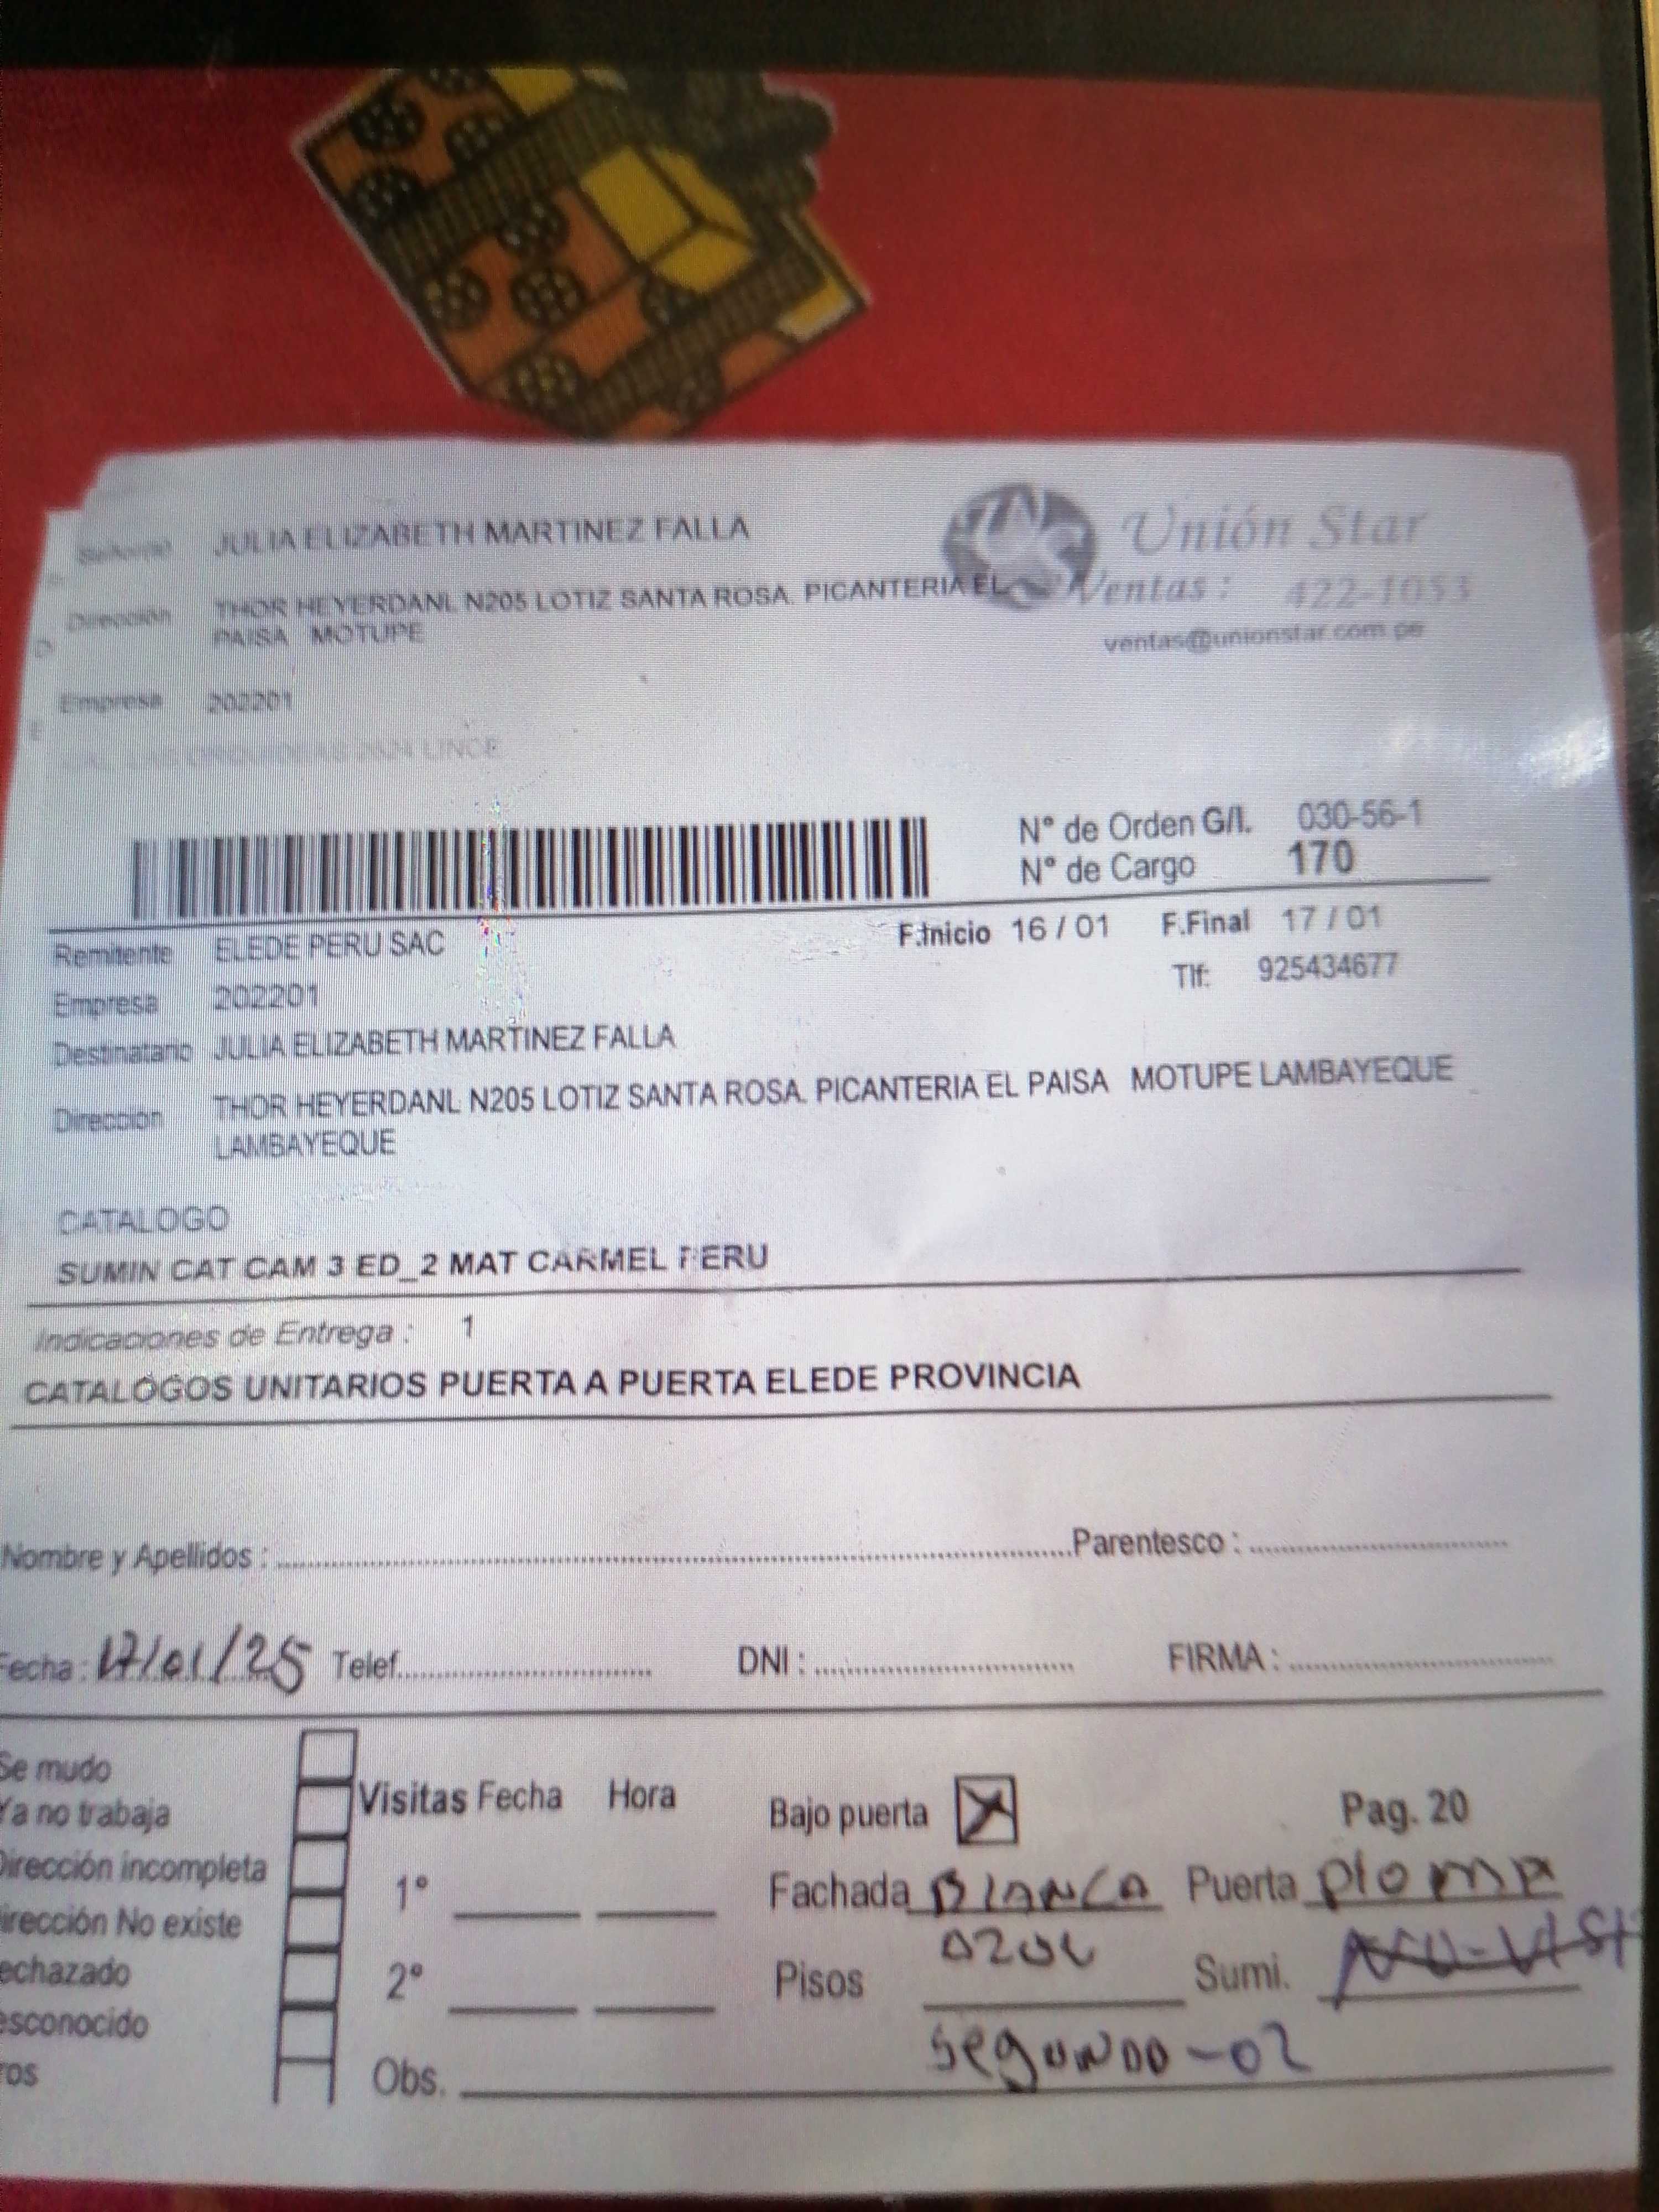 Señor(a) JULIA ELIZABETH MARTINEZ FALLA
Unión Star
Dirección THOR HEYERDANL N205 LOTIZ SANTA ROSA. PICANTERIA EL
PAISA MOTUPE
Ventas : 422-1053
ventas@unionstar.com.pe
Empresa 202201
LINCE
N° de Orden G/I. 030-56-1
N° de Cargo 170
Remitente ELEDE PERU SAC
F.Inicio 16 / 01 F.Final 17 / 01
Empresa 202201
Tlf: 925434677
Destinatario JULIA ELIZABETH MARTINEZ FALLA
Dirección THOR HEYERDANL N205 LOTIZ SANTA ROSA. PICANTERIA EL PAISA MOTUPE LAMBAYEQUE
LAMBAYEQUE
CATALOGO
SUMIN CAT CAM 3 ED_2 MAT CARMEL PERU
Indicaciones de Entrega : 1
CATALOGOS UNITARIOS PUERTA A PUERTA ELEDE PROVINCIA
Nombre y Apellidos : Parentesco :
Fecha : 17/01/25 Telef. DNI : FIRMA :
Se mudo
Ya no trabaja
Dirección incompleta
irección No existe
echazado
esconocido
ros
Visitas Fecha Hora
1°
2°
Obs.
Bajo puerta X Pag. 20
Fachada BLANCA Puerta plomA
AZUL
Pisos Sumi.
SegUNDO-02